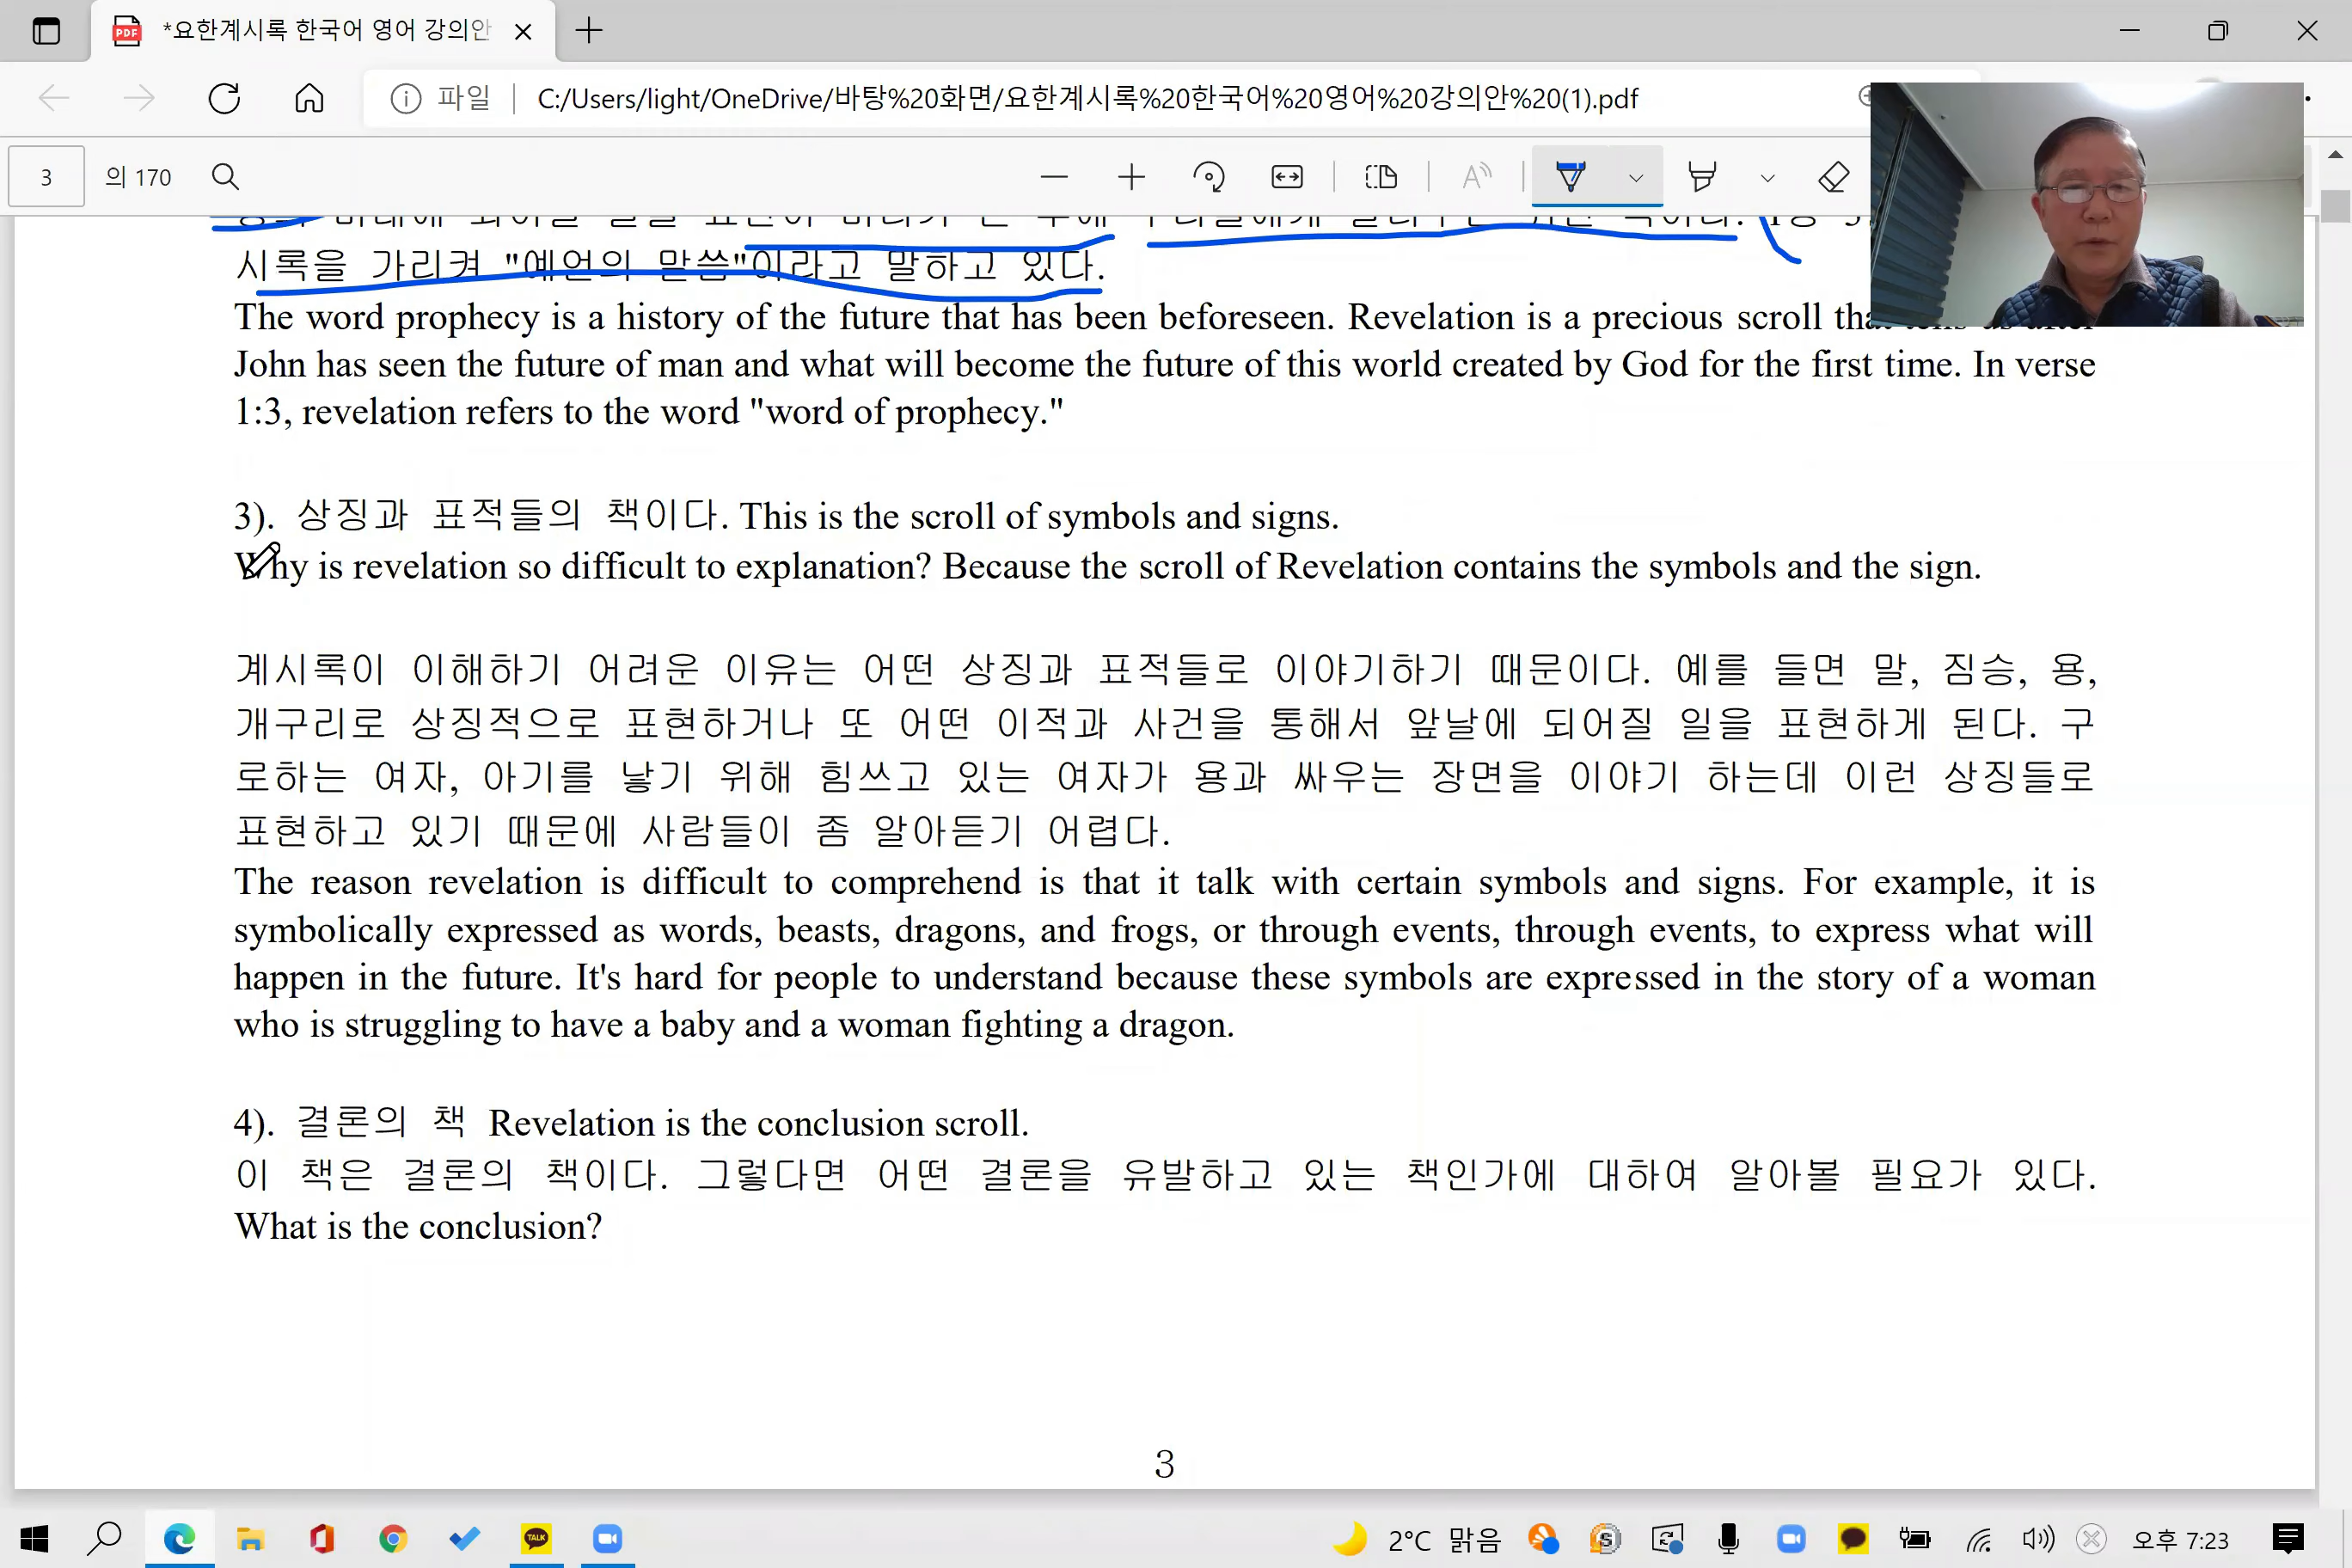 *요한계시록 한국어 영어 강의안
파일 C:/Users/light/OneDrive/바탕%20화면/요한계시록%20한국어%20영어%20강의안%20(1).pdf
3 의 170
시록을 가리켜 "예언의 말씀"이라고 말하고 있다.
The word prophecy is a history of the future that has been beforeseen. Revelation is a precious scroll
John has seen the future of man and what will become the future of this world created by God for the first time. In verse
1:3, revelation refers to the word "word of prophecy."
3). 상징과 표적들의 책이다. This is the scroll of symbols and signs.
Why is revelation so difficult to explanation? Because the scroll of Revelation contains the symbols and the sign.
계시록이 이해하기 어려운 이유는 어떤 상징과 표적들로 이야기하기 때문이다. 예를 들면 말, 짐승, 용,
개구리로 상징적으로 표현하거나 또 어떤 이적과 사건을 통해서 앞날에 되어질 일을 표현하게 된다. 구
로하는 여자, 아기를 낳기 위해 힘쓰고 있는 여자가 용과 싸우는 장면을 이야기 하는데 이런 상징들로
표현하고 있기 때문에 사람들이 좀 알아듣기 어렵다.
The reason revelation is difficult to comprehend is that it talk with certain symbols and signs. For example, it is
symbolically expressed as words, beasts, dragons, and frogs, or through events, through events, to express what will
happen in the future. It's hard for people to understand because these symbols are expressed in the story of a woman
who is struggling to have a baby and a woman fighting a dragon.
4). 결론의 책 Revelation is the conclusion scroll.
이 책은 결론의 책이다. 그렇다면 어떤 결론을 유발하고 있는 책인가에 대하여 알아볼 필요가 있다.
What is the conclusion?
3
2°C 맑음 오후 7:23